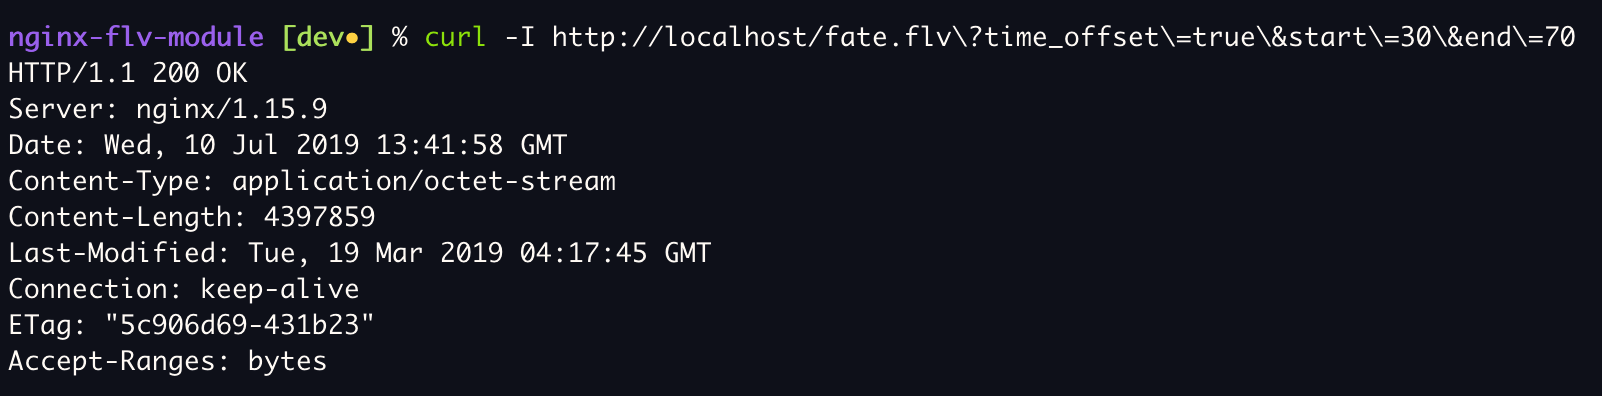 nginx-flv-module [dev●] % curl -I http://localhost/fate.flv\?time_offset\=true\&start\=30\&end\=70
HTTP/1.1 200 OK
Server: nginx/1.15.9
Date: Wed, 10 Jul 2019 13:41:58 GMT
Content-Type: application/octet-stream
Content-Length: 4397859
Last-Modified: Tue, 19 Mar 2019 04:17:45 GMT
Connection: keep-alive
ETag: "5c906d69-431b23"
Accept-Ranges: bytes